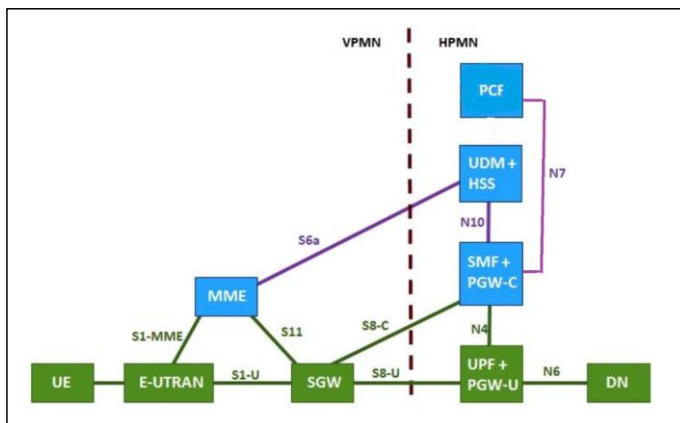 VPMN
HPMN
PCF
UDM +
HSS
N7
N10
S6a
SMF +
PGW-C
MME
S1-MME
S11
S8-C
N4
UE
E-UTRAN
S1-U
SGW
S8-U
UPF +
PGW-U
N6
DN